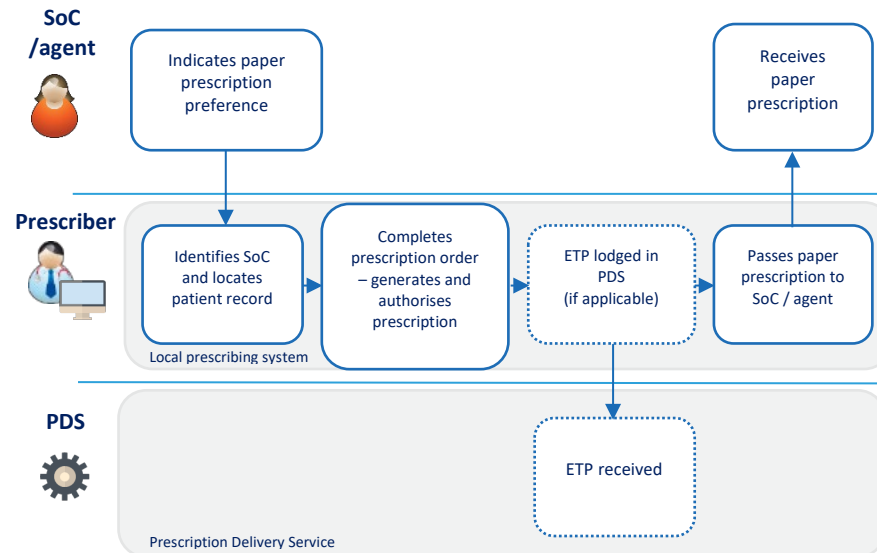 SoC
/agent
Indicates paper
prescription
preference
Receives
paper
prescription
Prescriber
Identifies SoC
and locates
patient record
Completes
prescription order
– generates and
authorises
prescription
ETP lodged in
PDS
(if applicable)
Passes paper
prescription to
SoC / agent
Local prescribing system
PDS
ETP received
Prescription Delivery Service